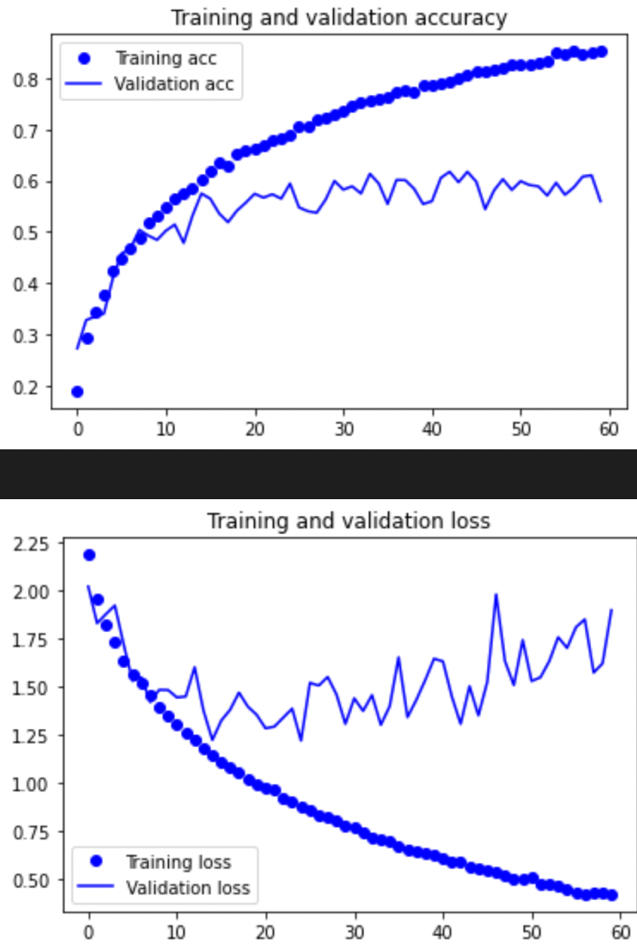 Training and validation accuracy
Training acc
Validation acc
0.8
0.7
0.6
0.5
0.4
0.3
0.2
0 10 20 30 40 50 60
Training and validation loss
2.25
2.00
1.75
1.50
1.25
1.00
0.75
0.50
Training loss
Validation loss
0 10 20 30 40 50 60